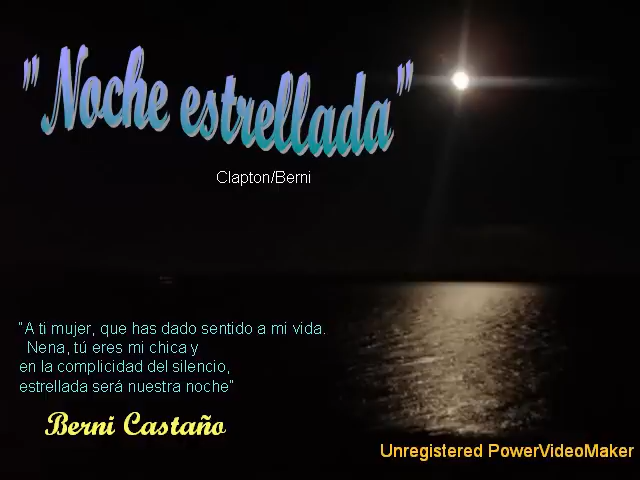 "Noche estrellada"
Clapton/Berni
"A ti mujer, que has dado sentido a mi vida.
Nena, tú eres mi chica y
en la complicidad del silencio,
estrellada será nuestra noche"
Berni Castaño
Unregistered PowerVideoMaker